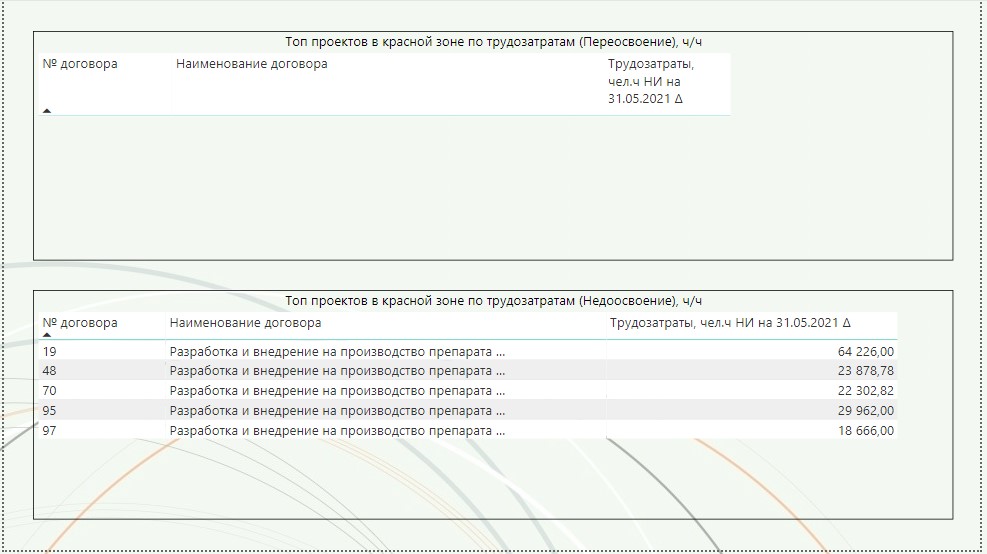 Топ проектов в красной зоне по трудозатратам (Переосвоение), ч/ч
№ договора Наименование договора Трудозатраты,
чел.ч НИ на
31.05.2021 Δ
Топ проектов в красной зоне по трудозатратам (Недоосвоение), ч/ч
№ договора Наименование договора Трудозатраты, чел.ч НИ на 31.05.2021 Δ
19 Разработка и внедрение на производство препарата ... 64 226,00
48 Разработка и внедрение на производство препарата ... 23 878,78
70 Разработка и внедрение на производство препарата ... 22 302,82
95 Разработка и внедрение на производство препарата ... 29 962,00
97 Разработка и внедрение на производство препарата ... 18 666,00